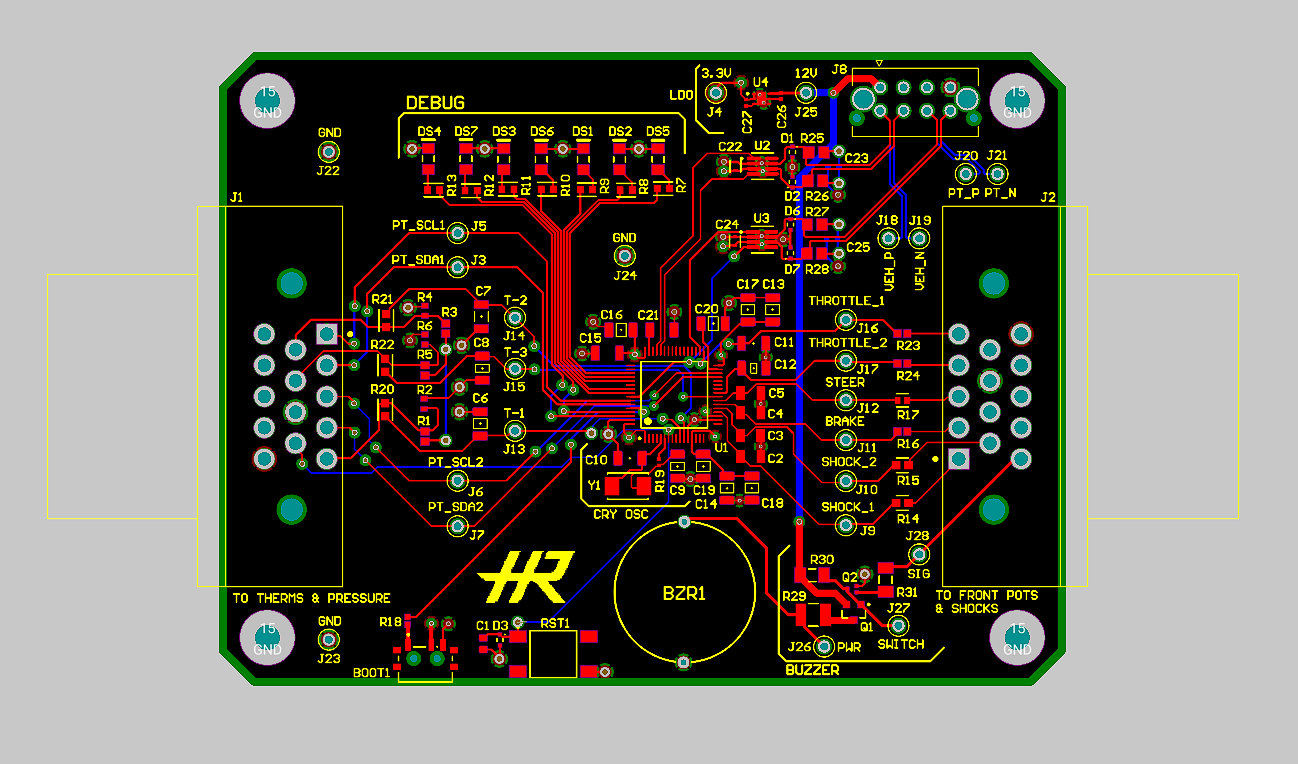 3.3V
12V
J8
U4
LDO
J4
C27
C26
J25
15
GND
15
GND
DEBUG
GND
J22
DS4
DS7
DS3
DS6
DS1
DS2
DS5
D1
R25
C22
U2
C23
J20
J21
R13
R12
R11
R10
R9
R8
R7
D2
R26
PT_P
PT_N
J1
J2
PT_SCL1
J5
GND
J24
D6
R27
C24
U3
C25
J18
J19
PT_SDA1
J3
D7
R28
VEH_P
VEH_N
C7
R21
R4
R3
T-2
C17
C13
THROTTLE_1
R6
J14
C16
C21
C20
J16
R22
R5
C8
T-3
C15
C11
THROTTLE_2
R23
J15
C12
J17
R24
R20
R2
C6
T-1
STEER
C5
J12
R17
R1
J13
C4
BRAKE
C3
J11
R16
U1
PT_SCL2
C10
R19
C2
SHOCK_2
J6
Y1
C9
C19
J10
R15
PT_SDA2
CRY OSC
C14
C18
SHOCK_1
J7
J9
R14
J28
HR
R30
Q2
SIG
BZR1
R29
R31
TO THERMS & PRESSURE
TO FRONT POTS
& SHOCKS
J27
R18
C1
D3
RST1
Q1
15
GND
GND
J23
J26
PWR
SWITCH
15
GND
BOOT1
BUZZER